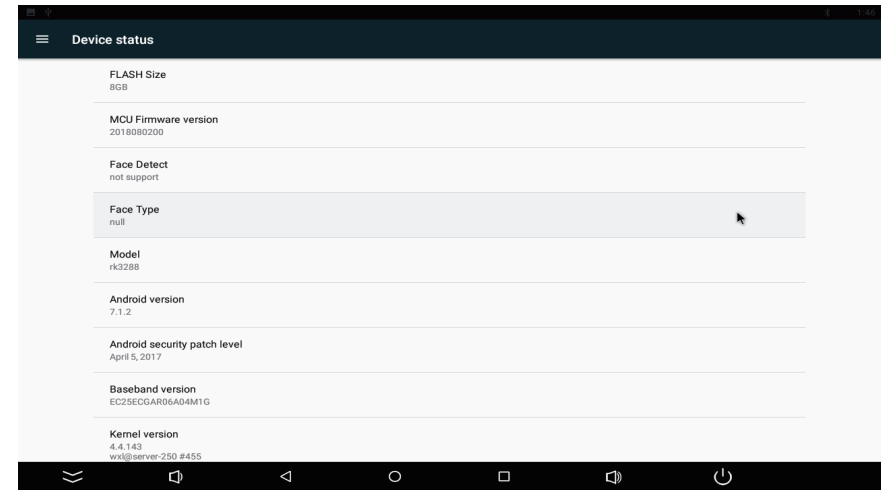 1:46
Device status
FLASH Size
8GB
MCU Firmware version
2018080200
Face Detect
not support
Face Type
null
Model
rk3288
Android version
7.1.2
Android security patch level
April 5, 2017
Baseband version
EC25ECGAR06A04M1G
Kernel version
4.4.143
wxl@server-250 #455